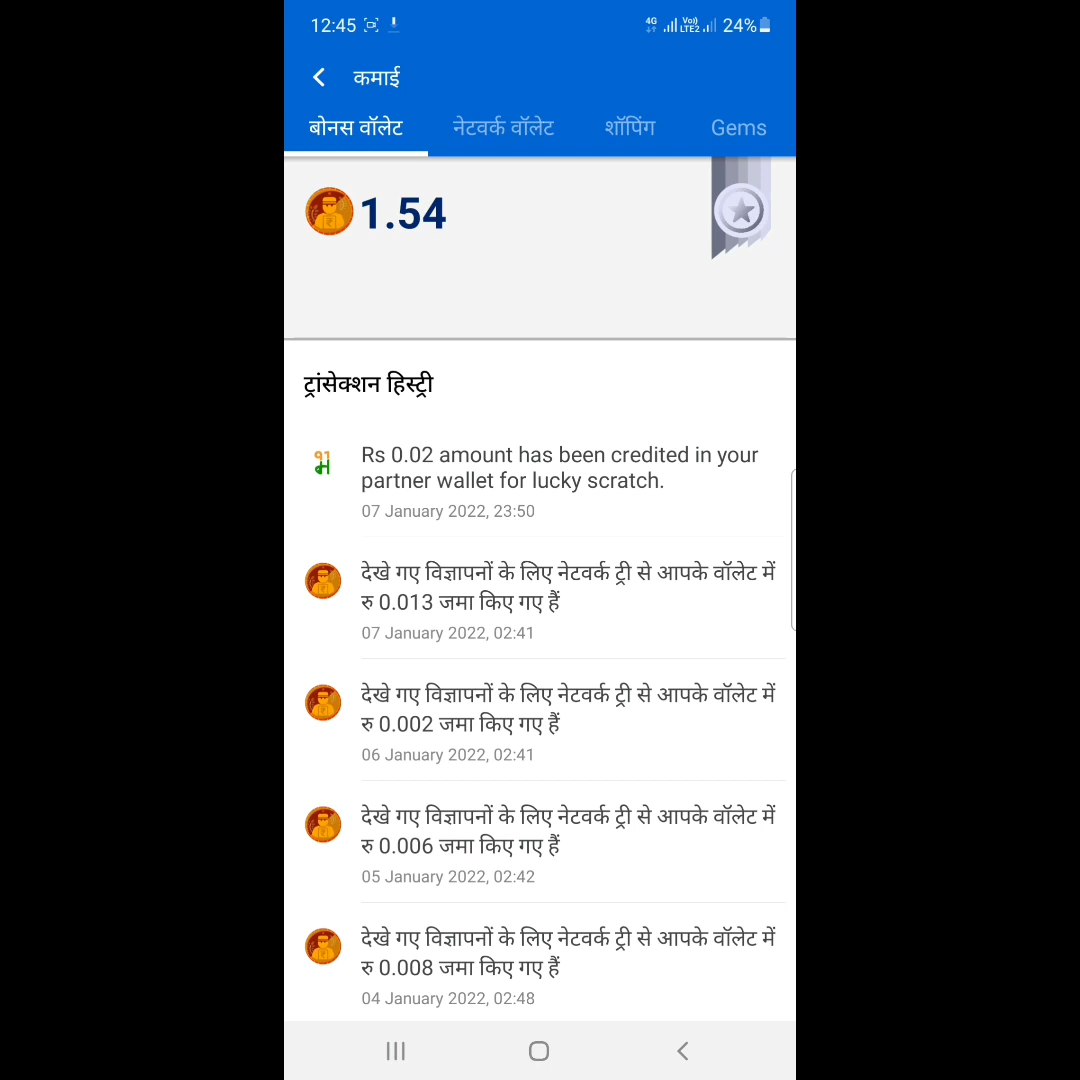 12:45 4G Vo)) LTE2 24%
कमाई
बोनस वॉलेट नेटवर्क वॉलेट शॉपिंग Gems
1.54
ट्रांसेक्शन हिस्ट्री
Rs 0.02 amount has been credited in your
partner wallet for lucky scratch.
07 January 2022, 23:50
देखे गए विज्ञापनों के लिए नेटवर्क ट्री से आपके वॉलेट में
रु 0.013 जमा किए गए हैं
07 January 2022, 02:41
देखे गए विज्ञापनों के लिए नेटवर्क ट्री से आपके वॉलेट में
रु 0.002 जमा किए गए हैं
06 January 2022, 02:41
देखे गए विज्ञापनों के लिए नेटवर्क ट्री से आपके वॉलेट में
रु 0.006 जमा किए गए हैं
05 January 2022, 02:42
देखे गए विज्ञापनों के लिए नेटवर्क ट्री से आपके वॉलेट में
रु 0.008 जमा किए गए हैं
04 January 2022, 02:48